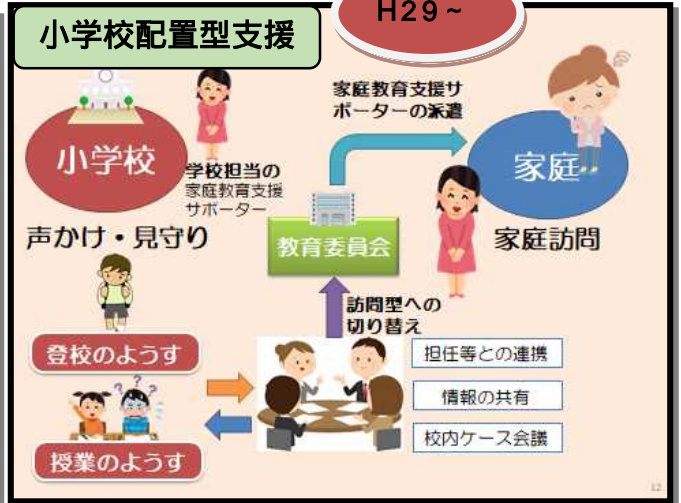 小学校配置型支援
H29~
小学校
学校担当の
家庭教育支援
サポーター
声かけ・見守り
家庭教育支援サ
ポーターの派遣
家庭
家庭訪問
教育委員会
訪問型への
切り替え
登校のようす
授業のようす
担任等との連携
情報の共有
校内ケース会議
12